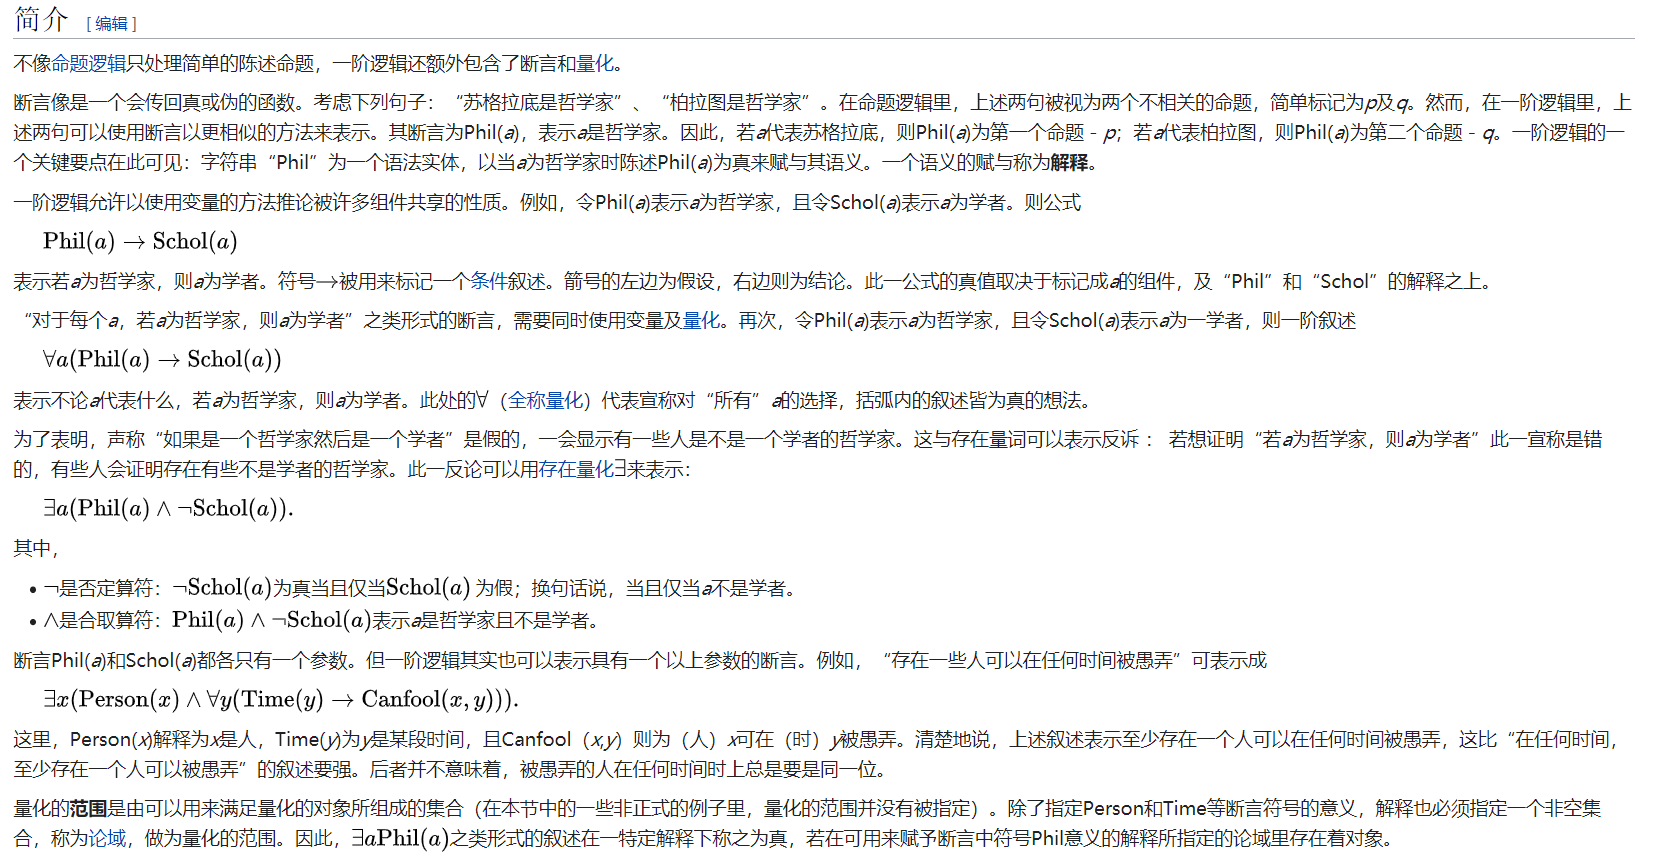 简介 [编辑]
不像命题逻辑只处理简单的陈述命题，一阶逻辑还额外包含了断言和量化。
断言像是一个会传回真或伪的函数。考虑下列句子：“苏格拉底是哲学家”、“柏拉图是哲学家”。在命题逻辑里，上述两句被视为两个不相关的命题，简单标记为p及q。然而，在一阶逻辑里，上
述两句可以使用断言以更相似的方法来表示。其断言为Phil(a)，表示a是哲学家。因此，若a代表苏格拉底，则Phil(a)为第一个命题 - p；若a代表柏拉图，则Phil(a)为第二个命题 - q。一阶逻辑的一
个关键要点在此可见：字符串“Phil”为一个语法实体，以当a为哲学家时陈述Phil(a)为真来赋与其语义。一个语义的赋与称为解释。
一阶逻辑允许以使用变量的方法推论被许多组件共享的性质。例如，令Phil(a)表示a为哲学家，且令Schol(a)表示a为学者。则公式
Phil(a) → Schol(a)
表示若a为哲学家，则a为学者。符号→被用来标记一个条件叙述。箭号的左边为假设，右边则为结论。此一公式的真值取决于标记成a的组件，及“Phil”和“Schol”的解释之上。
“对于每个a，若a为哲学家，则a为学者”之类形式的断言，需要同时使用变量及量化。再次，令Phil(a)表示a为哲学家，且令Schol(a)表示a为一学者，则一阶叙述
∀a(Phil(a) → Schol(a))
表示不论a代表什么，若a为哲学家，则a为学者。此处的∀（全称量化）代表宣称对“所有”a的选择，括弧内的叙述皆为真的想法。
为了表明，声称“如果是一个哲学家然后是一个学者”是假的，一会显示有一些人是不是一个学者的哲学家。这与存在量词可以表示反诉： 若想证明“若a为哲学家，则a为学者”此一宣称是错
的，有些人会证明存在有些不是学者的哲学家。此一反论可以用存在量化∃来表示：
∃a(Phil(a) ∧ ¬Schol(a)).
其中，
• ¬是否定算符：¬Schol(a)为真当且仅当Schol(a) 为假；换句话说，当且仅当a不是学者。
• ∧是合取算符：Phil(a) ∧ ¬Schol(a)表示a是哲学家且不是学者。
断言Phil(a)和Schol(a)都各只有一个参数。但一阶逻辑其实也可以表示具有一个以上参数的断言。例如，“存在一些人可以在任何时间被愚弄”可表示成
∃x(Person(x) ∧ ∀y(Time(y) → Canfool(x, y))).
这里，Person(x)解释为x是人，Time(y)为y是某段时间，且Canfool（x,y）则为（人）x可在（时）y被愚弄。清楚地说，上述叙述表示至少存在一个人可以在任何时间被愚弄，这比“在任何时间，
至少存在一个人可以被愚弄”的叙述要强。后者并不意味着，被愚弄的人在任何时间时上总是要是同一位。
量化的范围是由可以用来满足量化的对象所组成的集合（在本节中的一些非正式的例子里，量化的范围并没有被指定）。除了指定Person和Time等断言符号的意义，解释也必须指定一个非空集
合，称为论域，做为量化的范围。因此，∃aPhil(a)之类形式的叙述在一特定解释下称之为真，若在可用来赋予断言中符号Phil意义的解释所指定的论域里存在着对象。